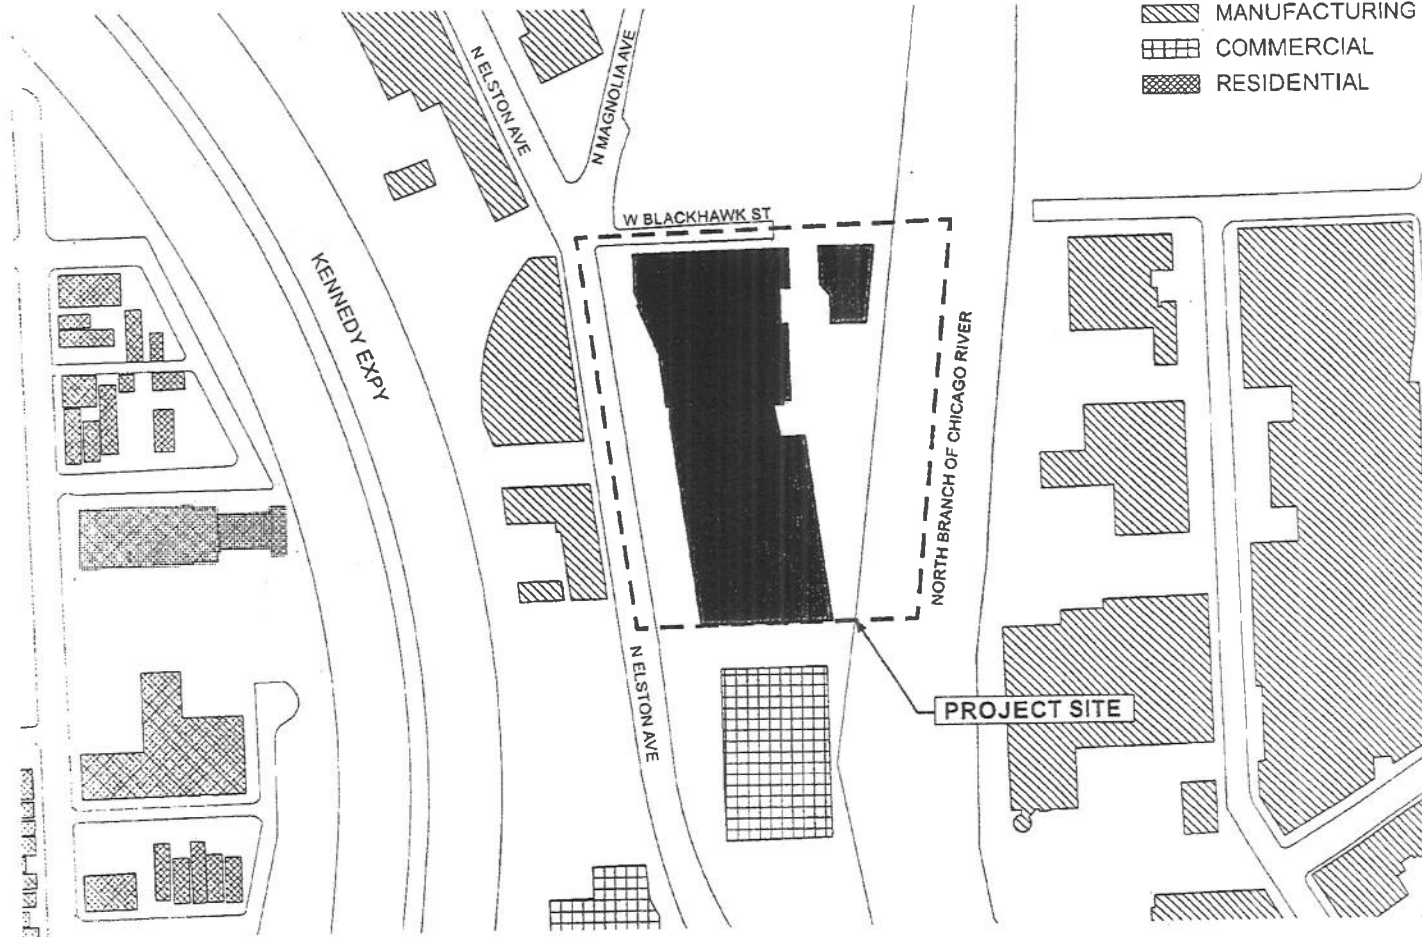 MANUFACTURING
COMMERCIAL
RESIDENTIAL
N ELSTON AVE
N MAGNOLIA AVE
W BLACKHAWK ST
KENNEDY EXPY
NORTH BRANCH OF CHICAGO RIVER
N ELSTON AVE
PROJECT SITE